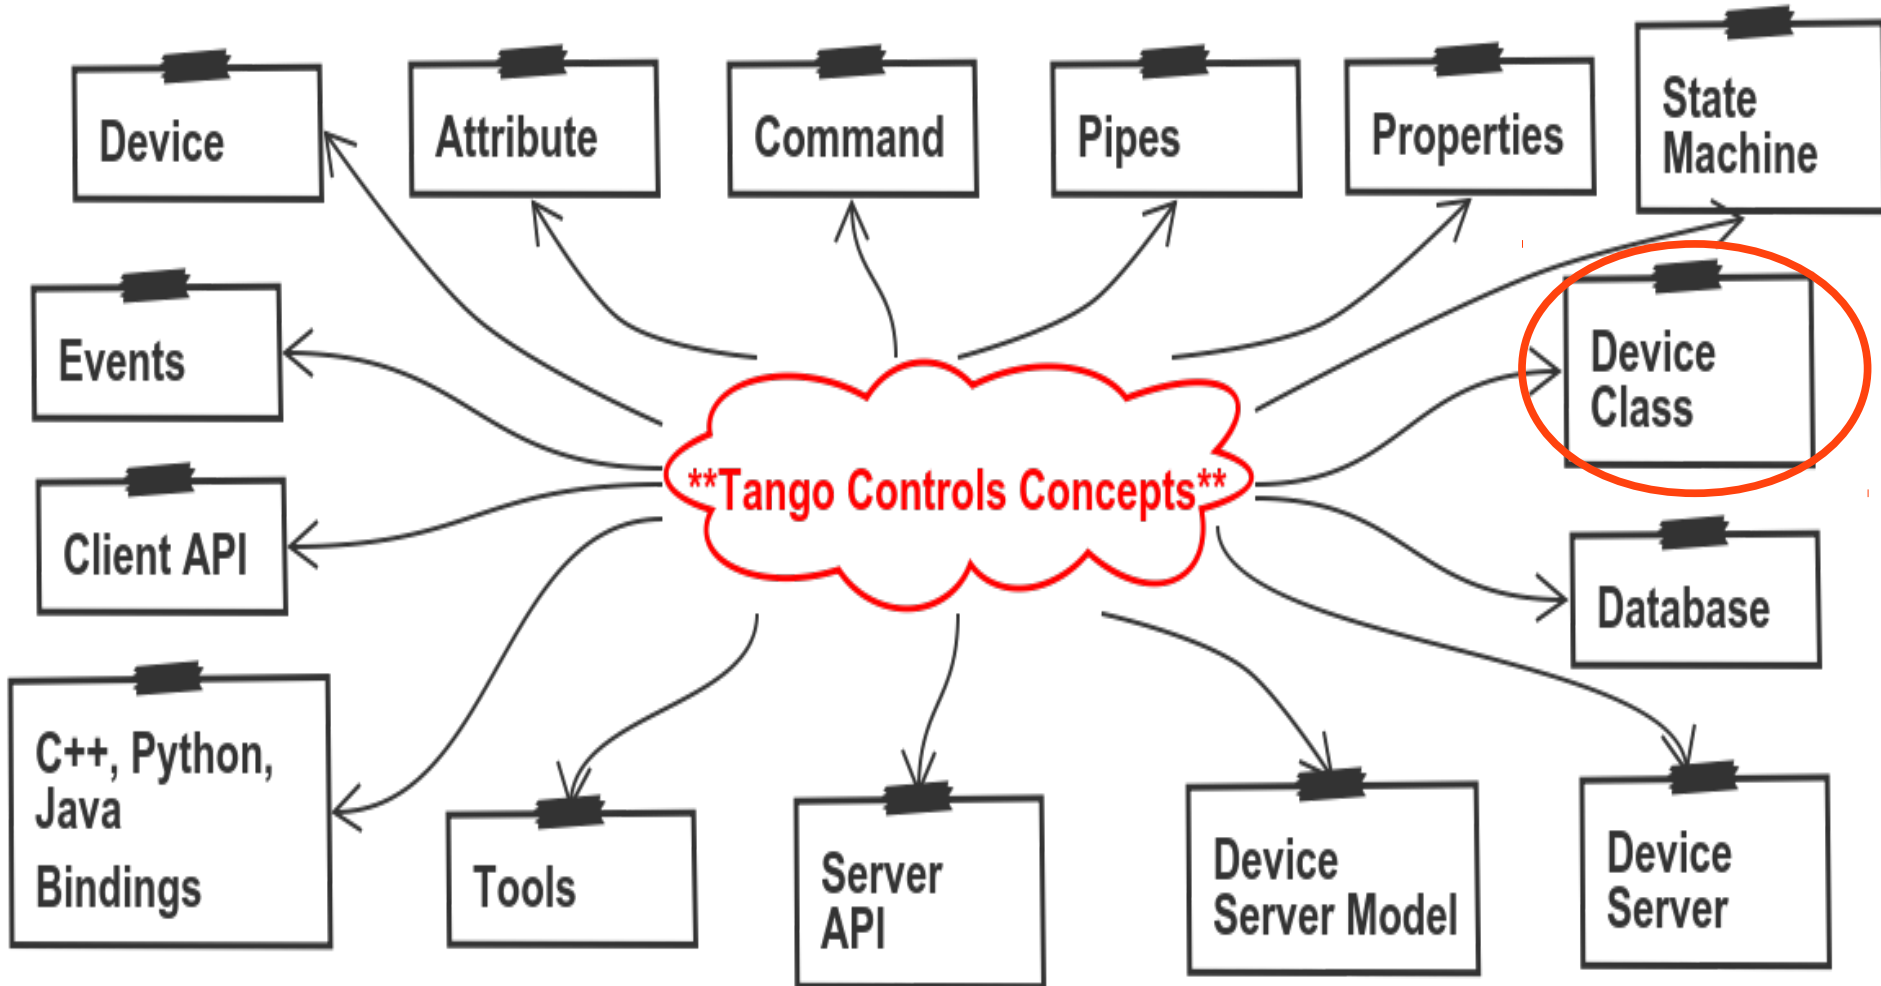 Device
Attribute
Command
Pipes
Properties
State
Machine
Events
Device
Class
**Tango Controls Concepts**
Client API
Database
C++, Python,
Java
Bindings
Tools
Server
API
Device
Server Model
Device
Server